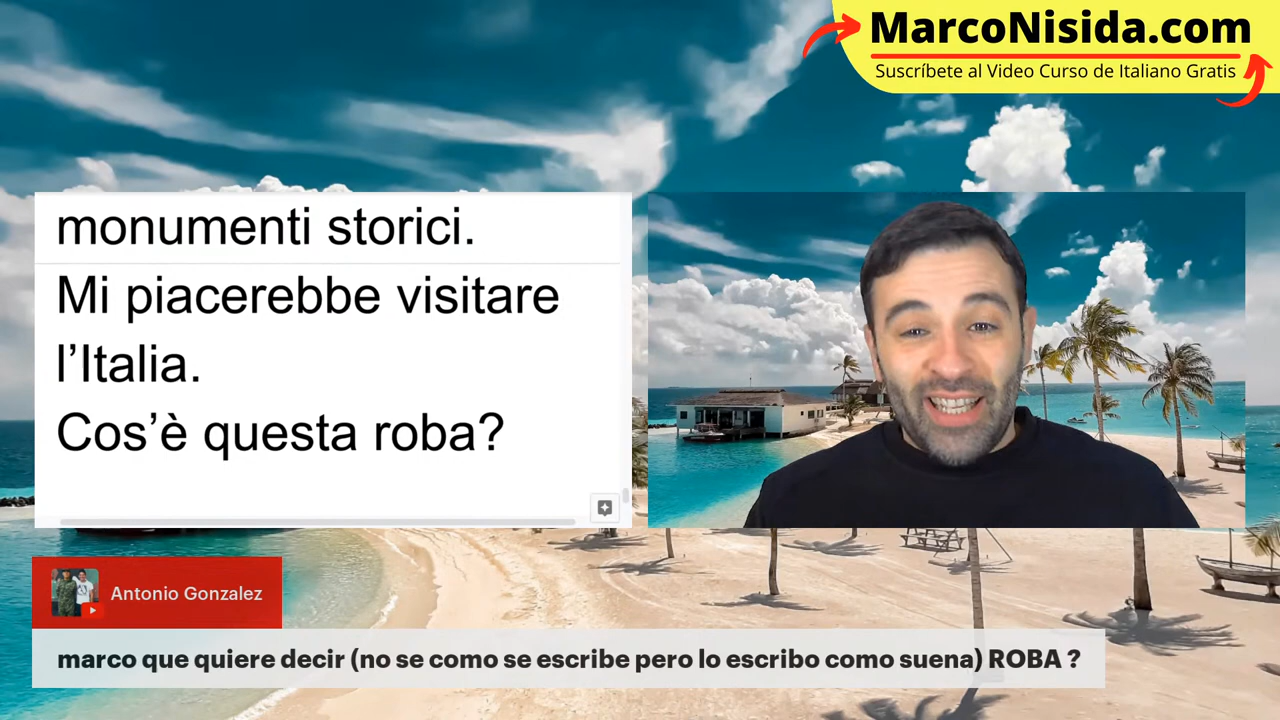 MarcoNisida.com
Suscríbete al Video Curso de Italiano Gratis
monumenti storici.
Mi piacerebbe visitare
l’Italia.
Cos’è questa roba?
Antonio Gonzalez
marco que quiere decir (no se como se escribe pero lo escribo como suena) ROBA ?